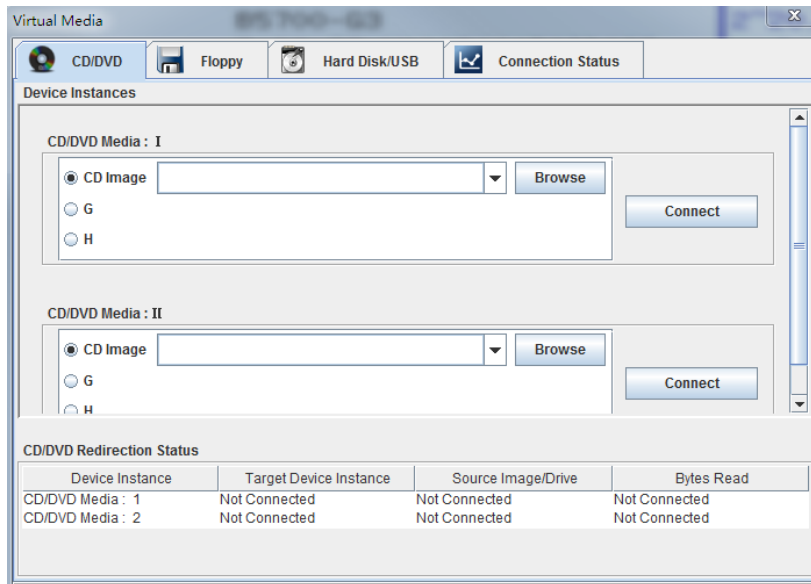 Virtual Media
B5700-G3
CD/DVD Floppy Hard Disk/USB Connection Status
Device Instances
CD/DVD Media : I
CD Image Browse
G
Connect
H
CD/DVD Media : II
CD Image Browse
G
Connect
H
CD/DVD Redirection Status
Device Instance Target Device Instance Source Image/Drive Bytes Read
CD/DVD Media : 1 Not Connected Not Connected Not Connected
CD/DVD Media : 2 Not Connected Not Connected Not Connected